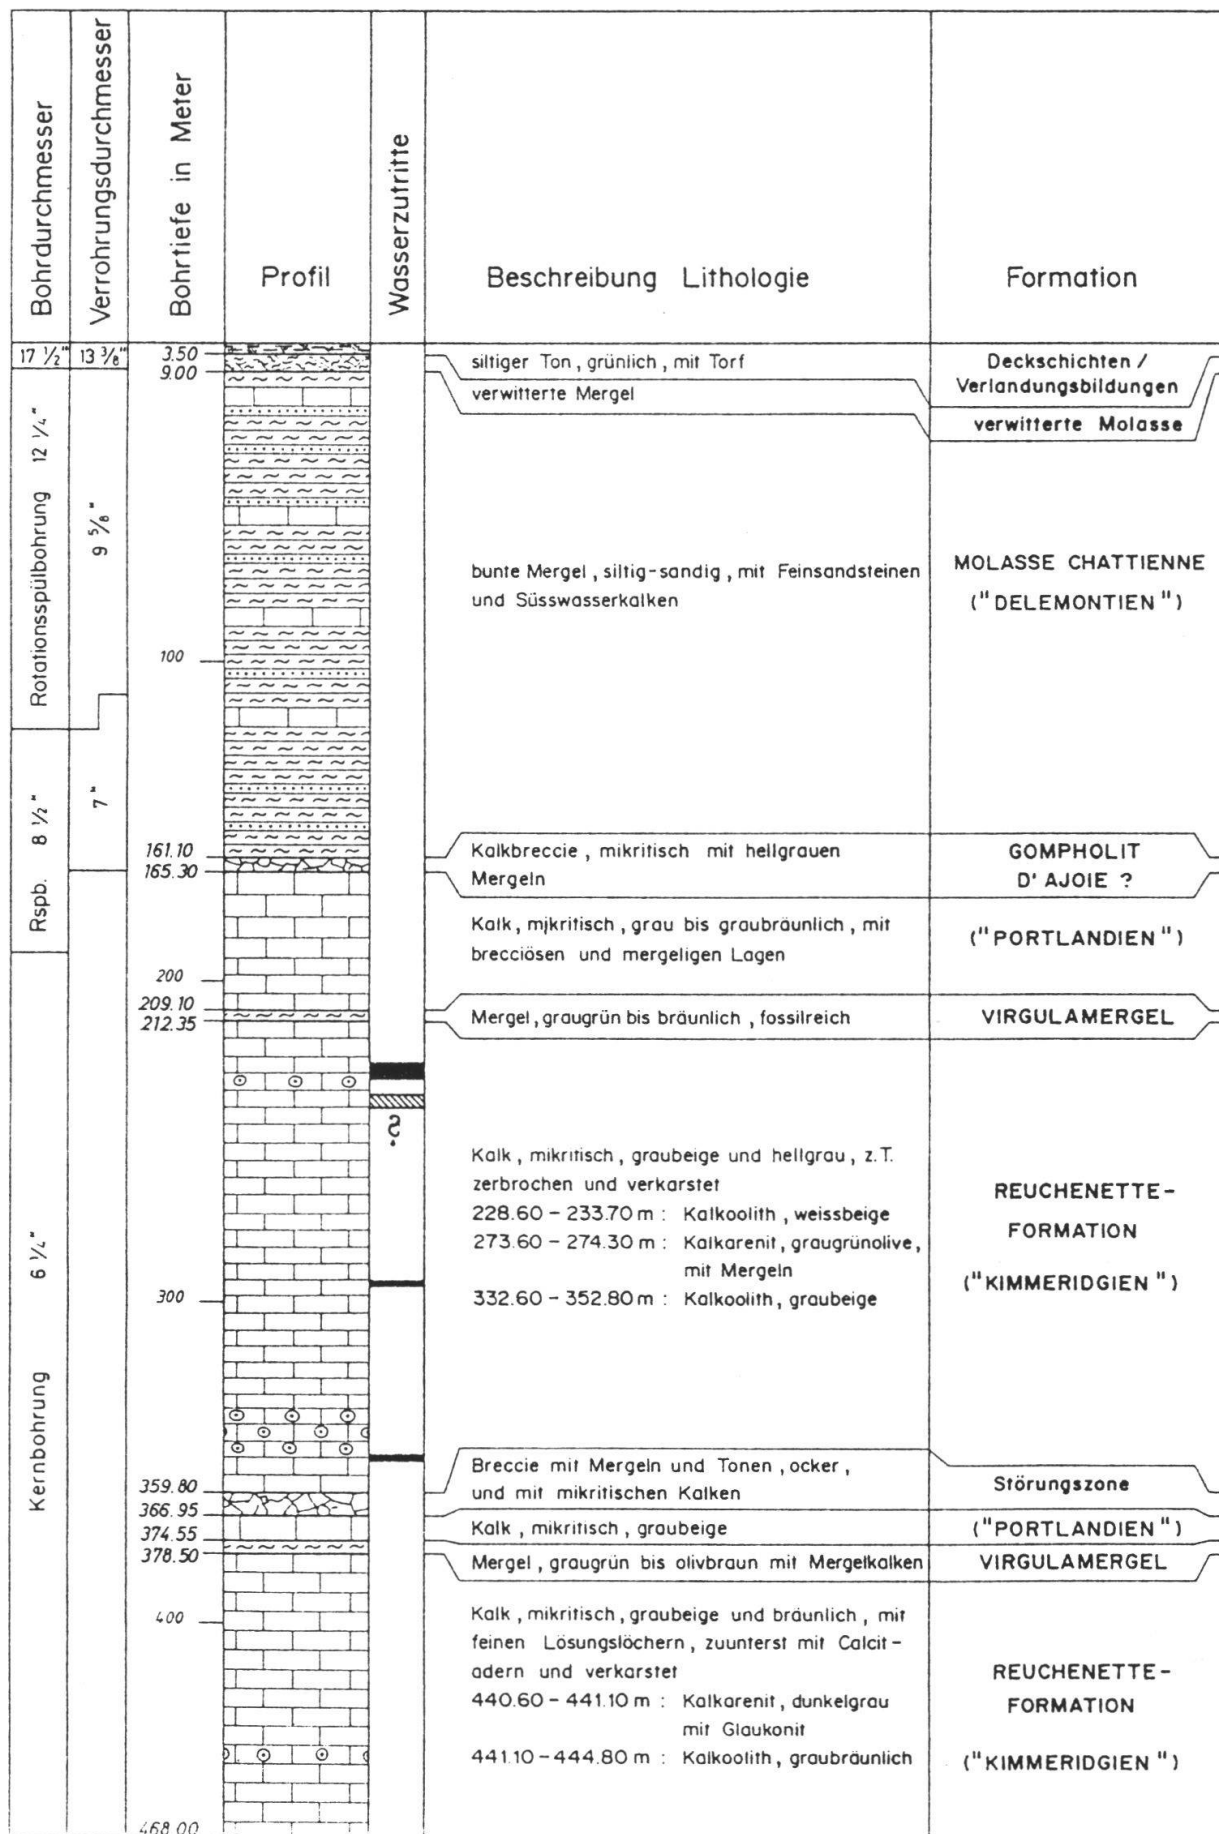 Bohrdurchmesser
Verrohrungsdurchmesser
Bohrtiefe in Meter
Profil
Wasserzutritte
Beschreibung Lithologie
Formation
17 ½"
13 ⅜"
3.50
9.00
siltiger Ton, grünlich, mit Torf
verwitterte Mergel
Deckschichten /
Verlandungsbildungen
verwitterte Molasse
Rotationsspülbohrung 12 ¼"
9 ⅝"
bunte Mergel, siltig-sandig, mit Feinsandsteinen
und Süsswasserkalken
MOLASSE CHATTIENNE
("DELEMONTIEN")
100
Rspb. 8 ½"
7"
161.10
165.30
Kalkbreccie, mikritisch mit hellgrauen
Mergeln
GOMPHOLIT
D'AJOIE ?
Kalk, mikritisch, grau bis graubräunlich, mit
brecciösen und mergeligen Lagen
("PORTLANDIEN")
200
209.10
212.35
Mergel, graugrün bis bräunlich, fossilreich
VIRGULAMERGEL
?
Kernbohrung 6 ¼"
Kalk, mikritisch, graubeige und hellgrau, z.T.
zerbrochen und verkarstet
228.60 – 233.70 m : Kalkoolith, weissbeige
273.60 – 274.30 m : Kalkarenit, graugrünolive,
mit Mergeln
332.60 – 352.80 m : Kalkoolith, graubeige
REUCHENETTE-
FORMATION
("KIMMERIDGIEN")
300
359.80
366.95
374.55
378.50
Breccie mit Mergeln und Tonen, ocker,
und mit mikritischen Kalken
Störungszone
Kalk, mikritisch, graubeige
("PORTLANDIEN")
Mergel, graugrün bis olivbraun mit Mergelkalken
VIRGULAMERGEL
400
Kalk, mikritisch, graubeige und bräunlich, mit
feinen Lösungslöchern, zuunterst mit Calcit-
adern und verkarstet
440.60 – 441.10 m : Kalkarenit, dunkelgrau
mit Glaukonit
441.10 – 444.80 m : Kalkoolith, graubräunlich
REUCHENETTE-
FORMATION
("KIMMERIDGIEN")
468.00